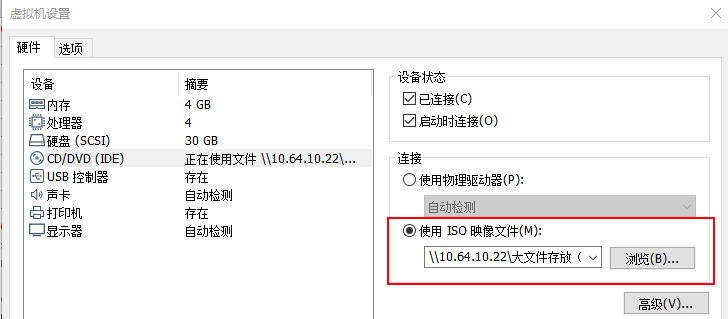 虚拟机设置
硬件 选项
设备 摘要
内存 4 GB
处理器 4
硬盘 (SCSI) 30 GB
CD/DVD (IDE) 正在使用文件 \\10.64.10.22\...
USB 控制器 存在
声卡 自动检测
打印机 存在
显示器 自动检测
设备状态
已连接(C)
启动时连接(O)
连接
使用物理驱动器(P):
自动检测
使用 ISO 映像文件(M):
\\10.64.10.22\大文件存放（ 浏览(B)...
高级(V)...